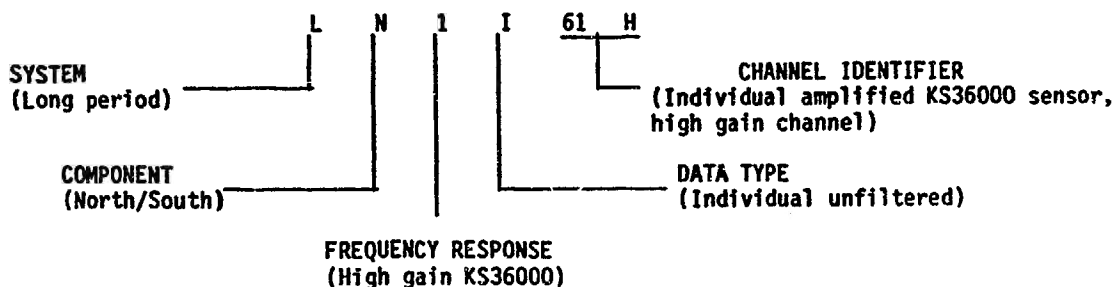 L N 1 I 61 H
SYSTEM
(Long period)
CHANNEL IDENTIFIER
(Individual amplified KS36000 sensor,
high gain channel)
COMPONENT
(North/South)
DATA TYPE
(Individual unfiltered)
FREQUENCY RESPONSE
(High gain KS36000)